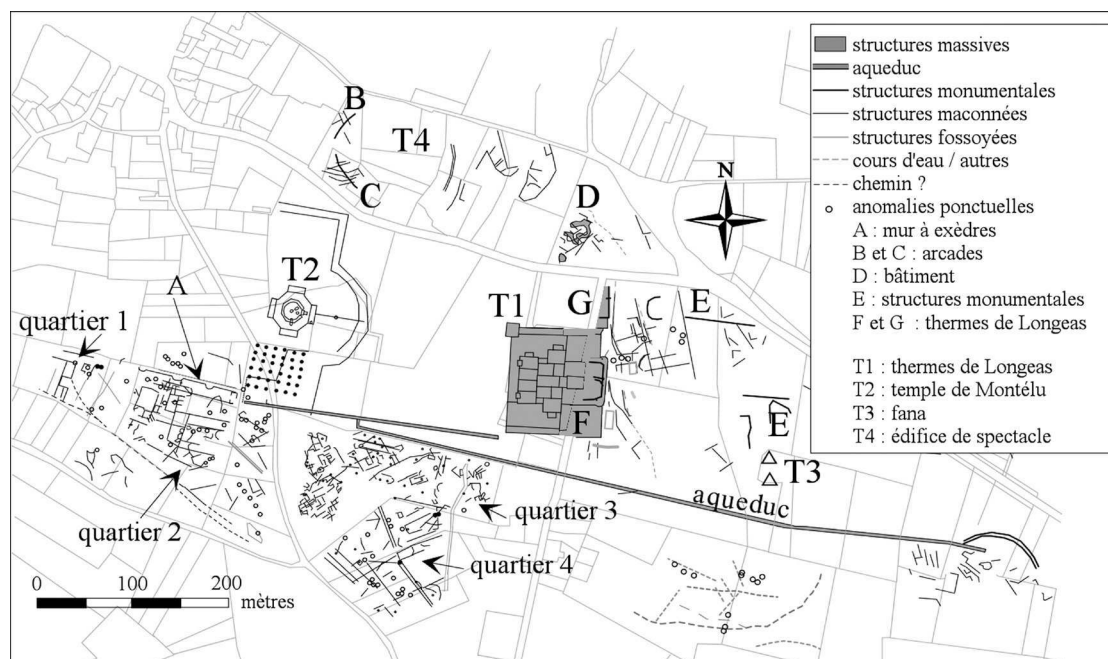 structures massives
aqueduc
structures monumentales
structures maconnées
structures fossoyées
cours d'eau / autres
chemin ?
anomalies ponctuelles
A : mur à exèdres
B et C : arcades
D : bâtiment
E : structures monumentales
F et G : thermes de Longeas
T1 : thermes de Longeas
T2 : temple de Montélu
T3 : fana
T4 : édifice de spectacle
B
T4
C
D
N
T2
A
T1
G
E
quartier 1
F
E
T3
aqueduc
quartier 3
quartier 2
quartier 4
0 100 200
mètres